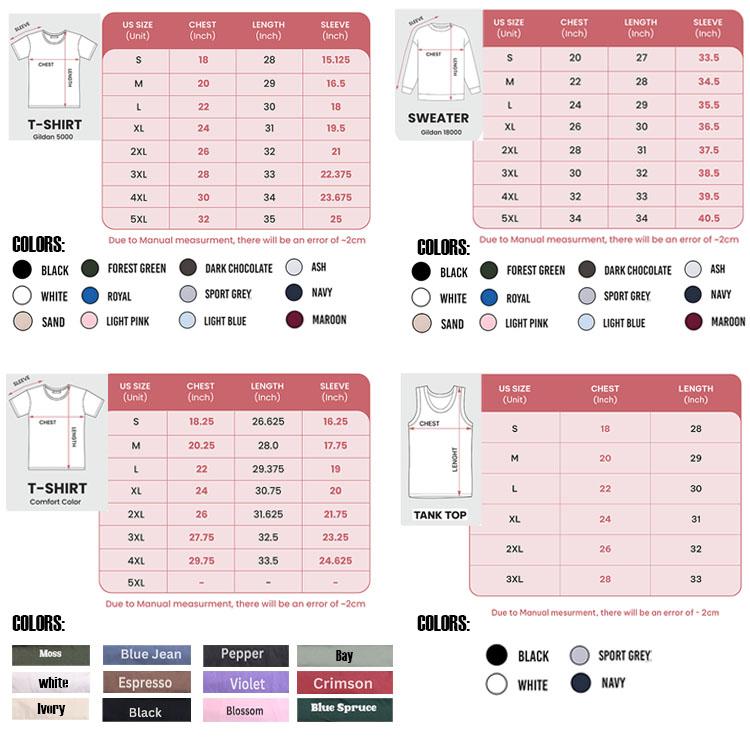 SLEEVE
CHEST
LENGTH
T-SHIRT
Gildan 5000
US SIZE CHEST LENGTH SLEEVE
(Unit) (Inch) (Inch) (Inch)
S 18 28 15.125
M 20 29 16.5
L 22 30 18
XL 24 31 19.5
2XL 26 32 21
3XL 28 33 22.375
4XL 30 34 23.675
5XL 32 35 25
Due to Manual measurment, there will be an error of ~2cm
COLORS:
BLACK FOREST GREEN DARK CHOCOLATE ASH
WHITE ROYAL SPORT GREY NAVY
SAND LIGHT PINK LIGHT BLUE MAROON
SLEEVE
CHEST
LENGTH
SWEATER
Gildan 18000
US SIZE CHEST LENGTH SLEEVE
(Unit) (Inch) (Inch) (Inch)
S 20 27 33.5
M 22 28 34.5
L 24 29 35.5
XL 26 30 36.5
2XL 28 31 37.5
3XL 30 32 38.5
4XL 32 33 39.5
5XL 34 34 40.5
Due to Manual measurment, there will be an error of ~2cm
COLORS:
BLACK FOREST GREEN DARK CHOCOLATE ASH
WHITE ROYAL SPORT GREY NAVY
SAND LIGHT PINK LIGHT BLUE MAROON
SLEEVE
CHEST
LENGTH
T-SHIRT
Comfort Color
US SIZE CHEST LENGTH SLEEVE
(Unit) (Inch) (Inch) (Inch)
S 18.25 26.625 16.25
M 20.25 28.0 17.75
L 22 29.375 19
XL 24 30.75 20
2XL 26 31.625 21.75
3XL 27.75 32.5 23.25
4XL 29.75 33.5 24.625
5XL - - -
Due to Manual measurment, there will be an error of ~2cm
COLORS:
Moss Blue Jean Pepper Bay
white Espresso Violet Crimson
Ivory Black Blossom Blue Spruce
CHEST
LENGHT
TANK TOP
US SIZE CHEST LENGTH
(Unit) (Inch) (Inch)
S 18 28
M 20 29
L 22 30
XL 24 31
2XL 26 32
3XL 28 33
Due to Manual mesurment, there will be an error of - 2cm
COLORS:
BLACK SPORT GREY
WHITE NAVY